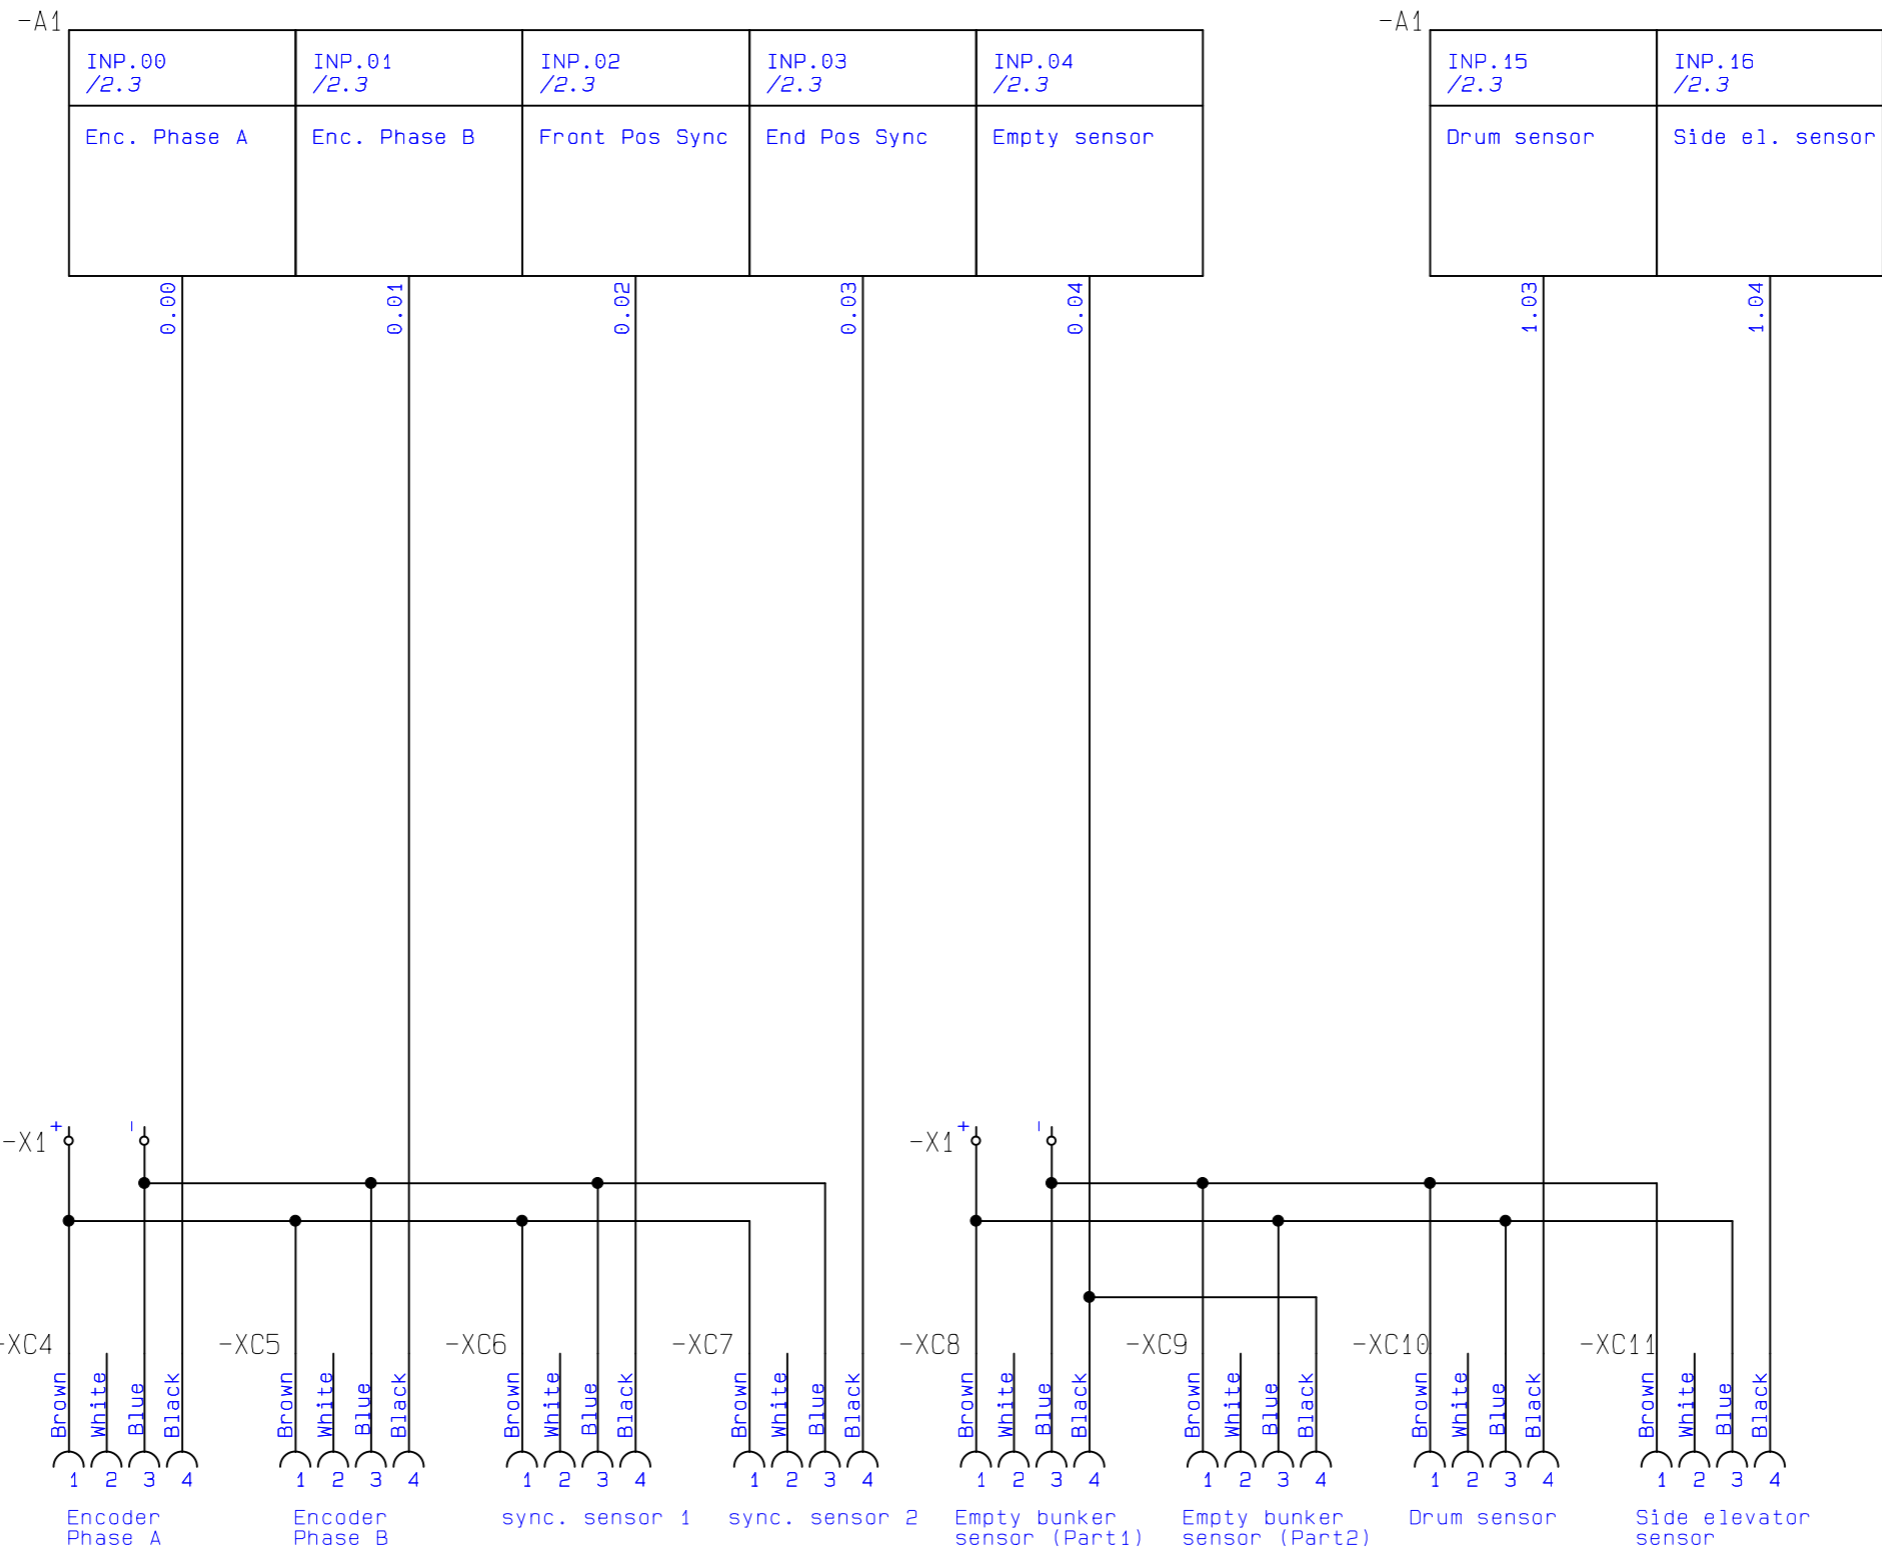 -A1
-A1
INP.00
/2.3
INP.01
/2.3
INP.02
/2.3
INP.03
/2.3
INP.04
/2.3
INP.15
/2.3
INP.16
/2.3
Enc. Phase A
Enc. Phase B
Front Pos Sync
End Pos Sync
Empty sensor
Drum sensor
Side el. sensor
0.00
0.01
0.02
0.03
0.04
1.03
1.04
-X1
+
-
-X1
+
-
-XC4
-XC5
-XC6
-XC7
-XC8
-XC9
-XC10
-XC11
Brown
White
Blue
Black
Brown
White
Blue
Black
Brown
White
Blue
Black
Brown
White
Blue
Black
Brown
White
Blue
Black
Brown
White
Blue
Black
Brown
White
Blue
Black
Brown
White
Blue
Black
1 2 3 4
1 2 3 4
1 2 3 4
1 2 3 4
1 2 3 4
1 2 3 4
1 2 3 4
1 2 3 4
Encoder
Phase A
Encoder
Phase B
sync. sensor 1
sync. sensor 2
Empty bunker
sensor (Part1)
Empty bunker
sensor (Part2)
Drum sensor
Side elevator
sensor